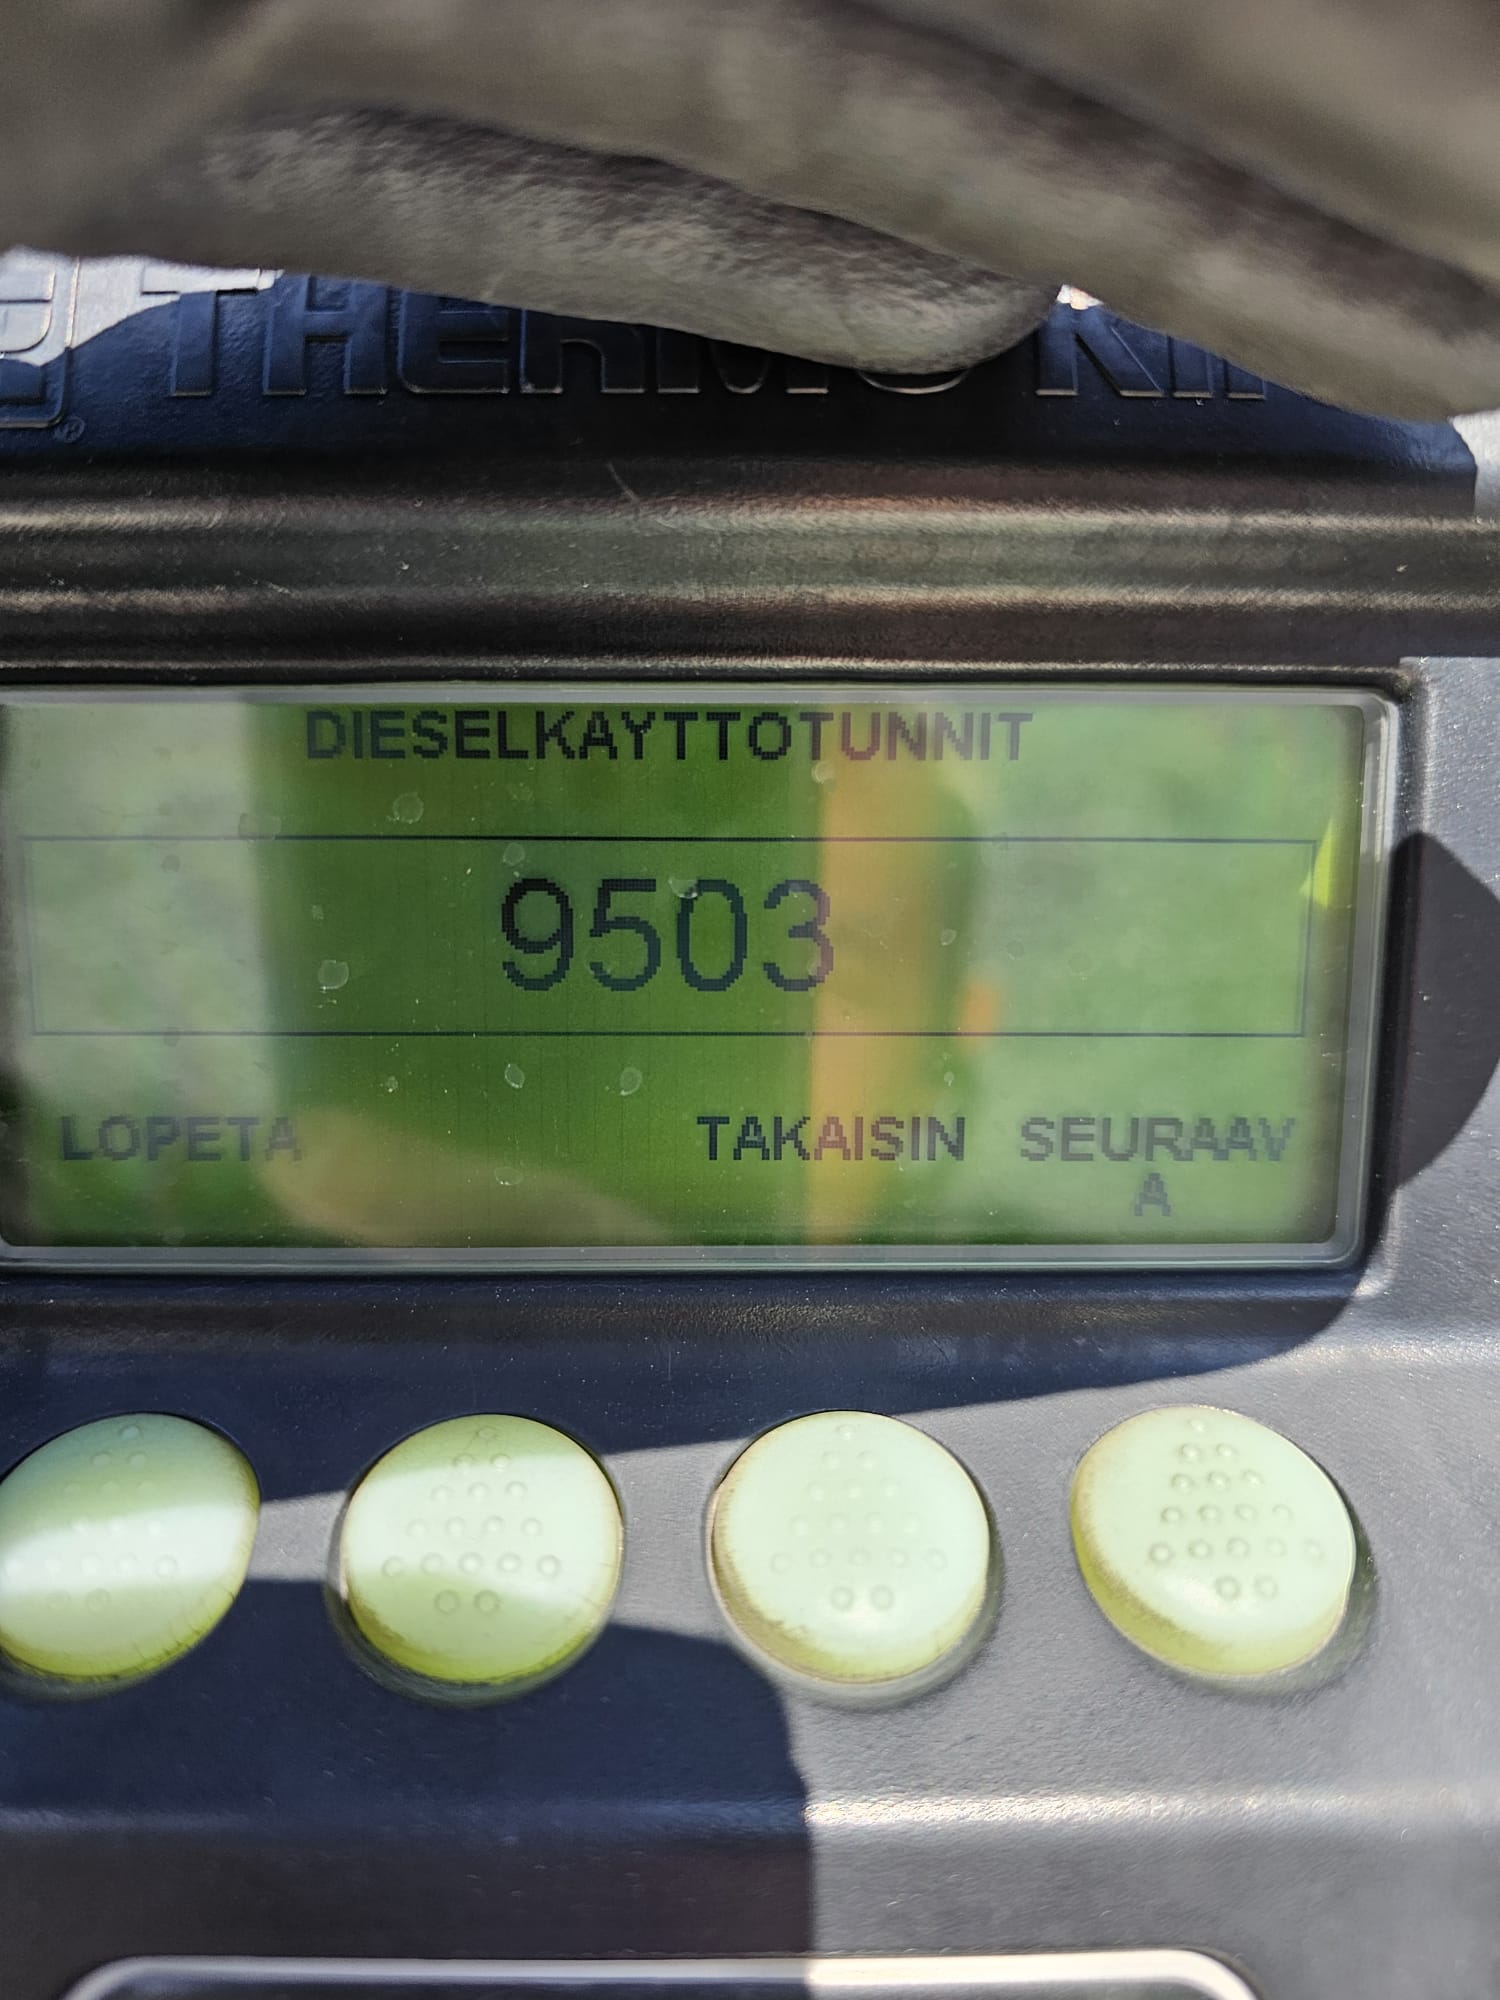 THERMO KIN
DIESELKAYTTOTUNNIT
9503
LOPETA TAKAISIN SEURAAV
A